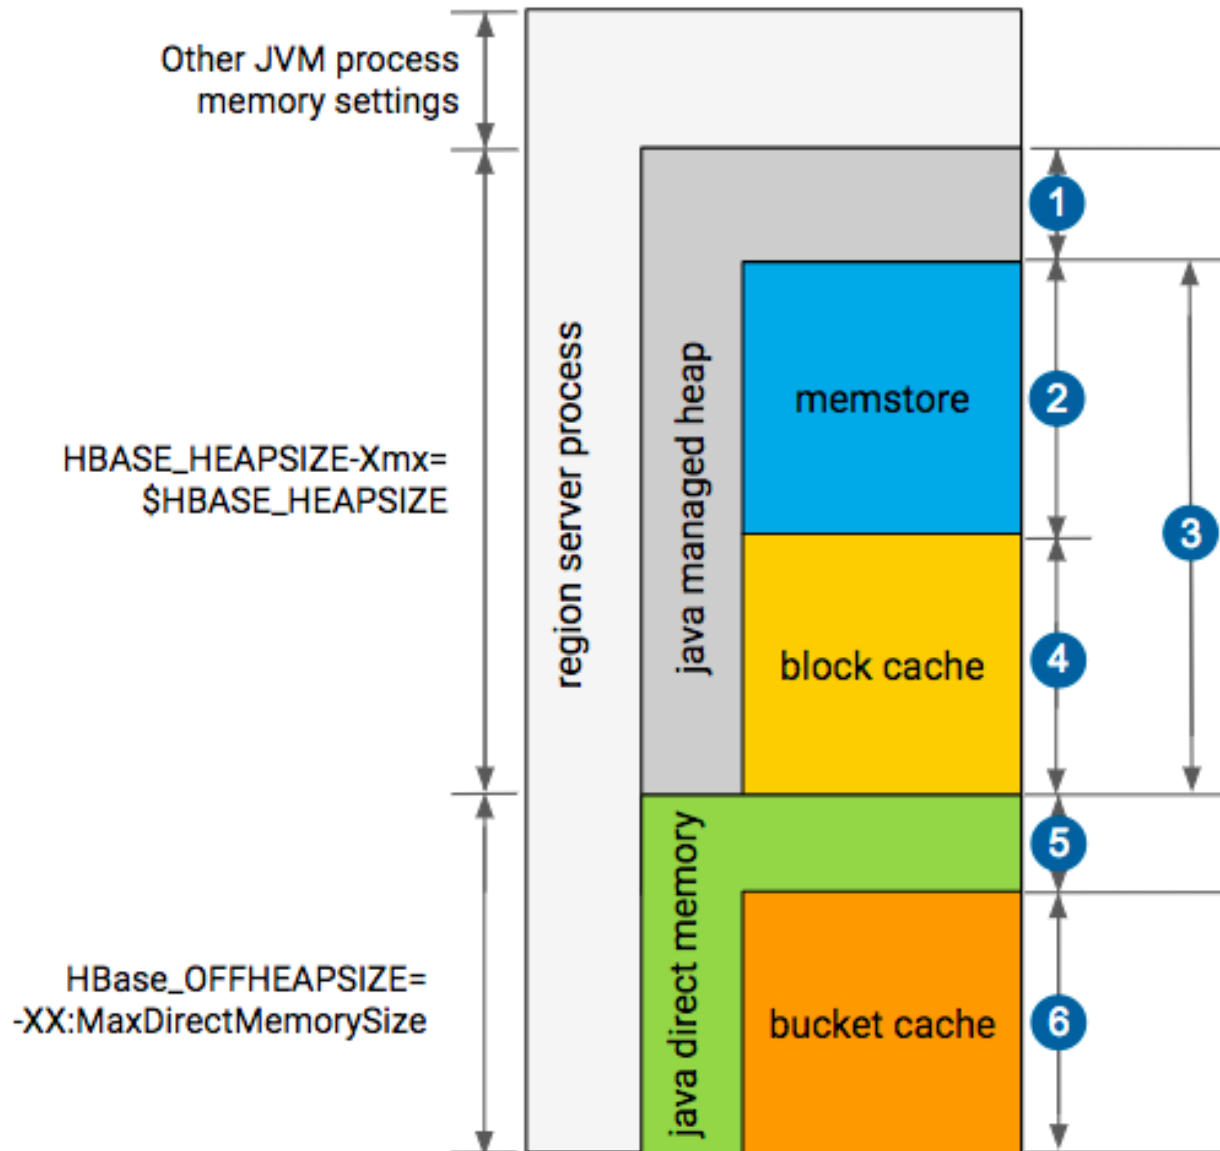 Other JVM process
memory settings
HBASE_HEAPSIZE-Xmx=
$HBASE_HEAPSIZE
HBase_OFFHEAPSIZE=
-XX:MaxDirectMemorySize
region server process
java managed heap
java direct memory
memstore
block cache
bucket cache
1
2
3
4
5
6